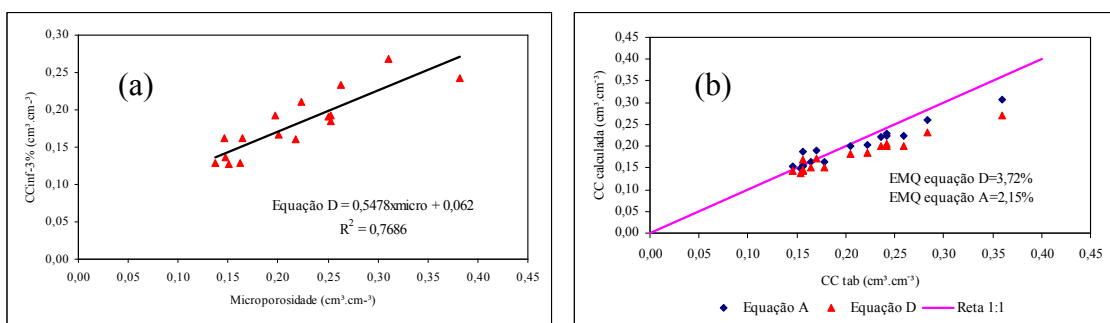 (a)
CCinf-3% (cm³.cm-³)
0,30
0,25
0,20
0,15
0,10
0,05
0,00
Equação D = 0,5478xmicro + 0,062
R² = 0,7686
0,00 0,10 0,15 0,20 0,25 0,30 0,35 0,40 0,45
Microporosidade (cm³.cm-³)
(b)
CC calculada (cm³.cm⁻³)
0,45
0,40
0,35
0,30
0,25
0,20
0,15
0,10
0,05
0,00
EMQ equação D=3,72%
EMQ equação A=2,15%
0,00 0,05 0,10 0,15 0,20 0,25 0,30 0,35 0,40 0,45
CC tab (cm³.cm⁻³)
Equação A Equação D Reta 1:1